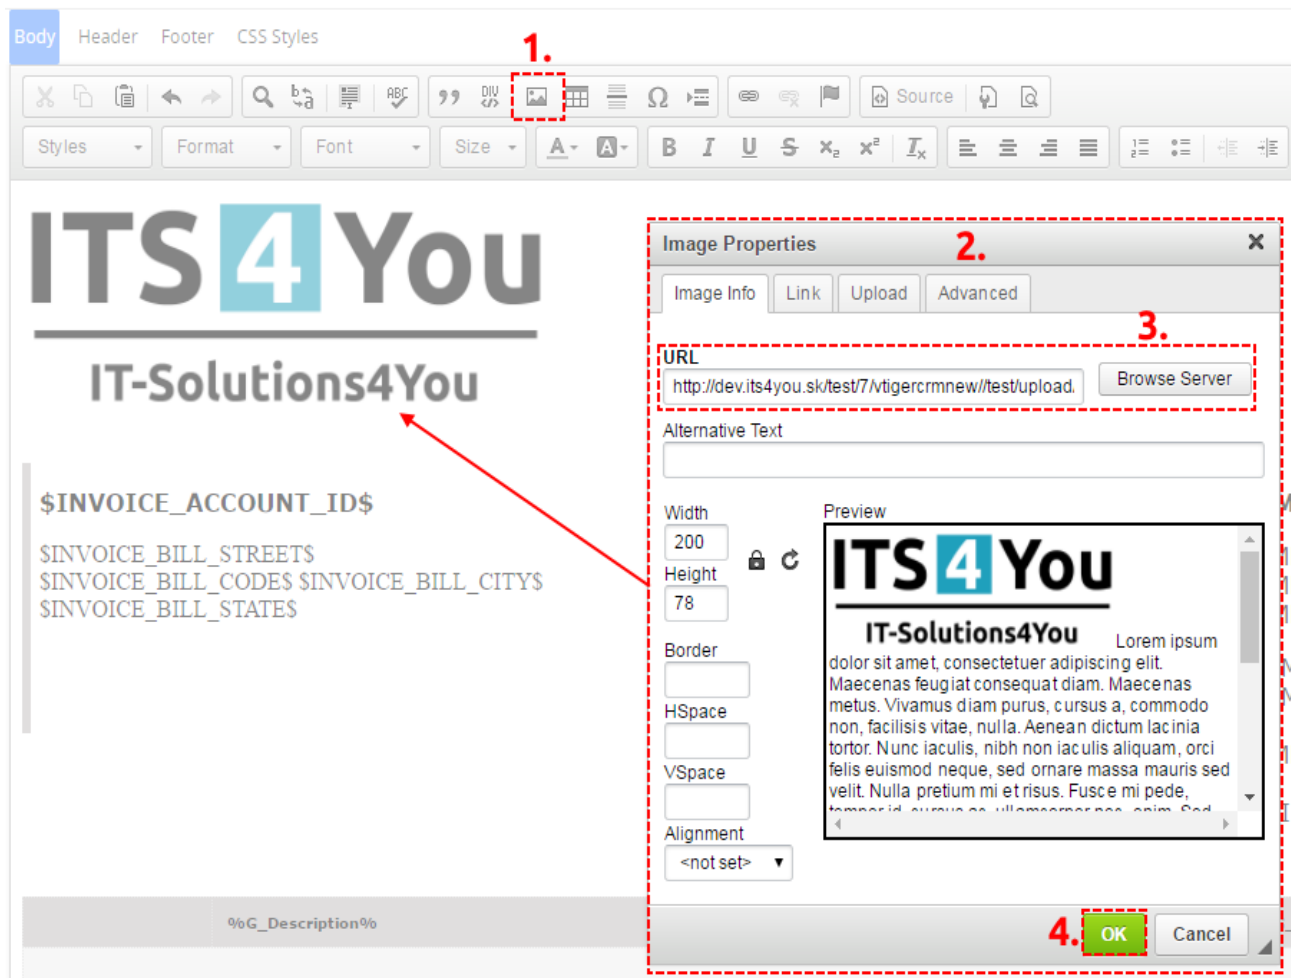 Body Header Footer CSS Styles
1.
ABC DIV Source
Styles Format Font Size A A B I U S x₂ x² Tx
ITS 4 You
IT-Solutions4You
$INVOICE_ACCOUNT_ID$
$INVOICE_BILL_STREET$
$INVOICE_BILL_CODE$ $INVOICE_BILL_CITY$
$INVOICE_BILL_STATE$
%G_Description%
Image Properties
2.
Image Info Link Upload Advanced
3.
URL
http://dev.its4you.sk/test/7/vtigercrmnew//test/upload/
Browse Server
Alternative Text
Width
200
Height
78
Border
HSpace
VSpace
Alignment
<not set>
Preview
ITS 4 You
IT-Solutions4You Lorem ipsum
dolor sit amet, consectetuer adipiscing elit.
Maecenas feugiat consequat diam. Maecenas
metus. Vivamus diam purus, cursus a, commodo
non, facilisis vitae, nulla. Aenean dictum lacinia
tortor. Nunc iaculis, nibh non iaculis aliquam, orci
felis euismod neque, sed ornare massa mauris sed
velit. Nulla pretium mi et risus. Fusce mi pede,
4.
OK Cancel